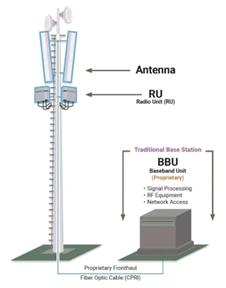 Antenna
RU
Radio Unit (RU)
Traditional Base Station
BBU
Baseband Unit
(Proprietary)
• Signal Processing
• RF Equipment
• Network Access
Proprietary Fronthaul
Fiber Optic Cable (CPRI)